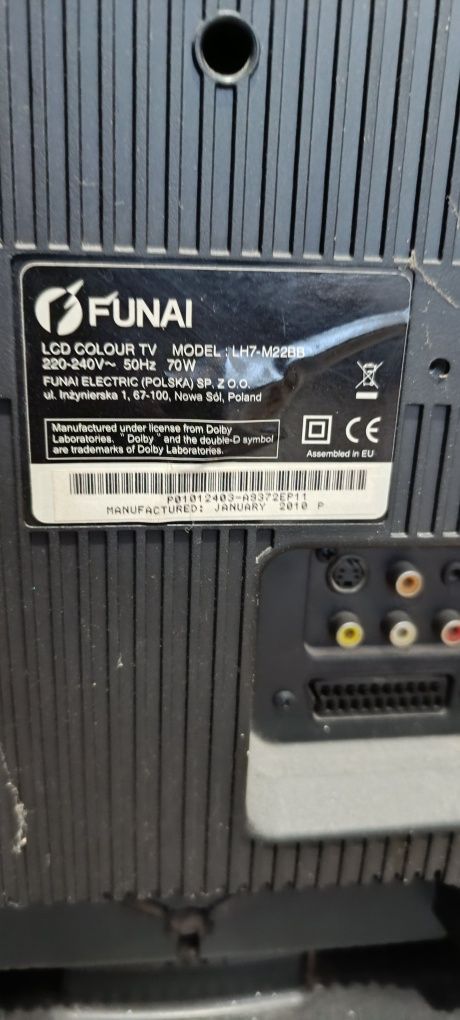 FUNAI
LCD COLOUR TV MODEL : LH7-M22BB
220-240V~ 50Hz 70W
FUNAI ELECTRIC (POLSKA) SP. Z O.O.
ul. Inżynierska 1, 67-100, Nowa Sól, Poland
Manufactured under license from Dolby
Laboratories. "Dolby" and the double-D symbol
are trademarks of Dolby Laboratories.
CE
Assembled in EU
P01012403-A9372EP11
MANUFACTURED: JANUARY 2010 P